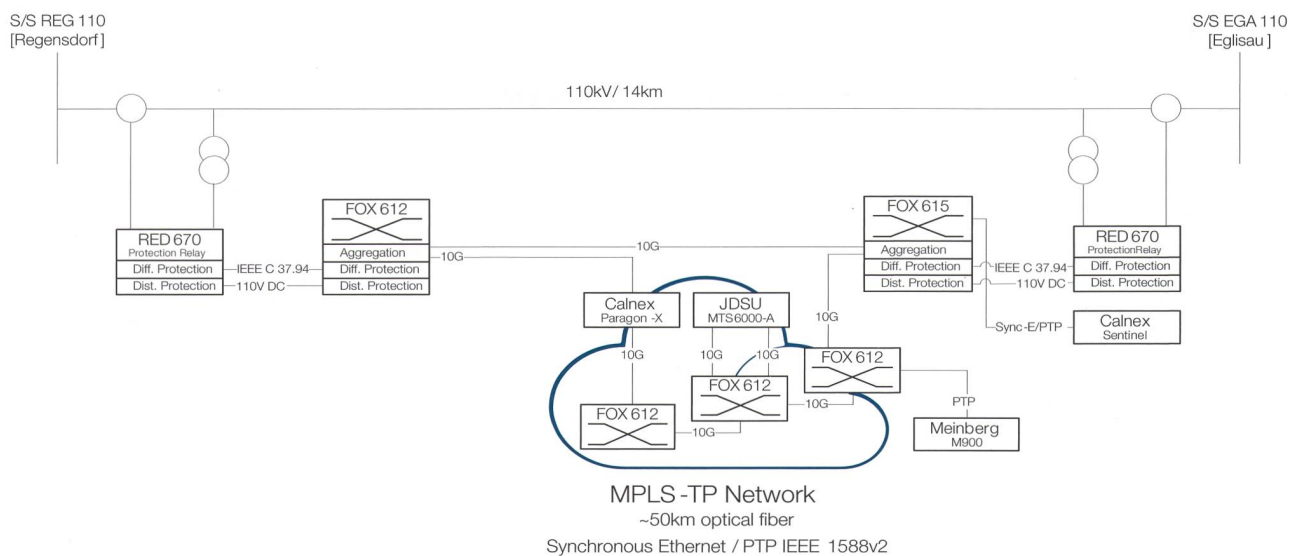 S/S REG 110
[Regensdorf]
S/S EGA 110
[Eglisau]
110kV/ 14km
RED 670
Protection Relay
Diff. Protection
Dist. Protection
IEEE C 37.94
110V DC
FOX 612
Aggregation
Diff. Protection
Dist. Protection
10G
10G
FOX 615
Aggregation
Diff. Protection
Dist. Protection
IEEE C 37.94
110V DC
RED 670
ProtectionRelay
Diff. Protection
Dist. Protection
Calnex
Paragon -X
JDSU
MTS6000-A
10G
Sync-E/PTP
Calnex
Sentinel
10G
10G
10G
FOX 612
FOX 612
FOX 612
10G
10G
PTP
Meinberg
M900
MPLS -TP Network
~50km optical fiber
Synchronous Ethernet / PTP IEEE 1588v2